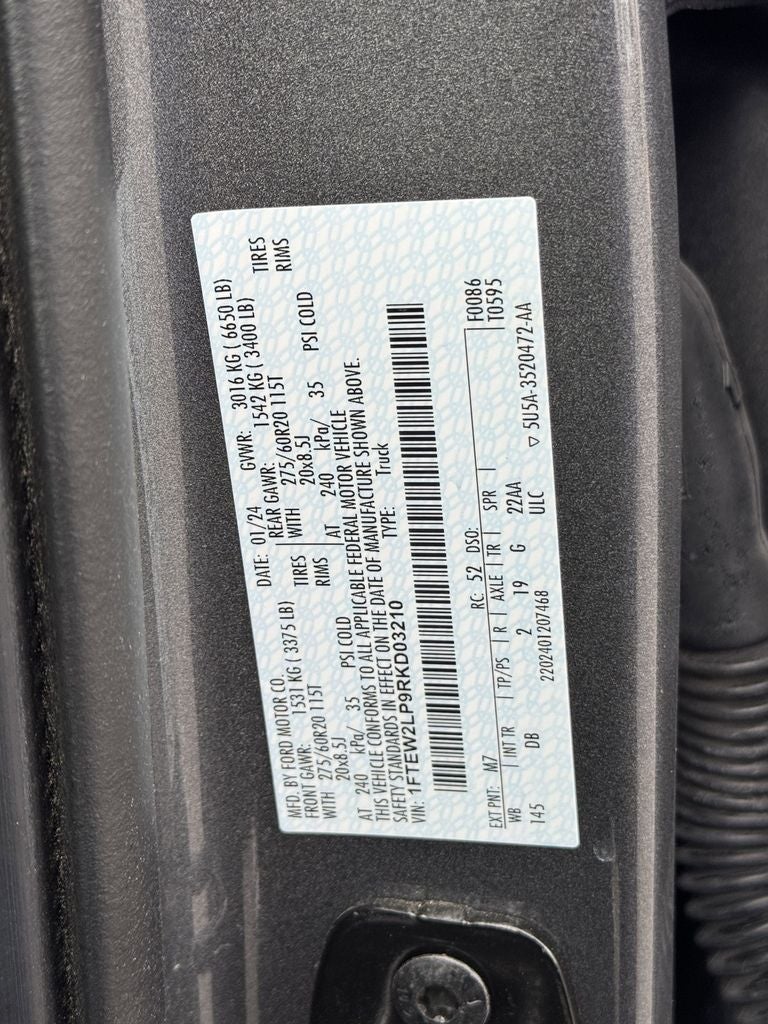 MFD. BY FORD MOTOR CO.
DATE: 01/24 GVWR: 3016 KG ( 6650 LB)
FRONT GAWR: 1531 KG ( 3375 LB) REAR GAWR: 1542 KG ( 3400 LB)
WITH 275/60R20 115T TIRES WITH 275/60R20 115T TIRES
20x8.5J RIMS 20x8.5J RIMS
AT 240 kPa/ 35 PSI COLD AT 240 kPa/ 35 PSI COLD
THIS VEHICLE CONFORMS TO ALL APPLICABLE FEDERAL MOTOR VEHICLE
SAFETY STANDARDS IN EFFECT ON THE DATE OF MANUFACTURE SHOWN ABOVE.
VIN: 1FTEW2LP9RKD03210 TYPE: Truck
F0086
EXT PNT: M7 RC: 52 DSO: T0595
WB INT TR TP/PS R AXLE TR SPR
145 DB 2 19 G 22AA
2202401207468 ULC ▽ 5U5A-3520472-AA